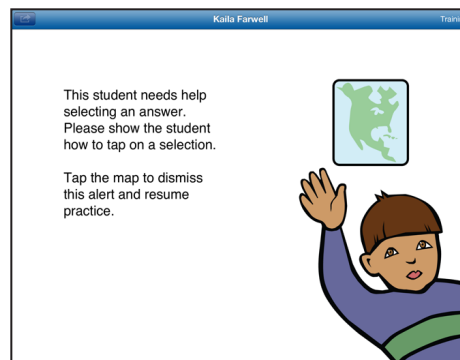 Kaila Farwell
This student needs help
selecting an answer.
Please show the student
how to tap on a selection.
Tap the map to dismiss
this alert and resume
practice.